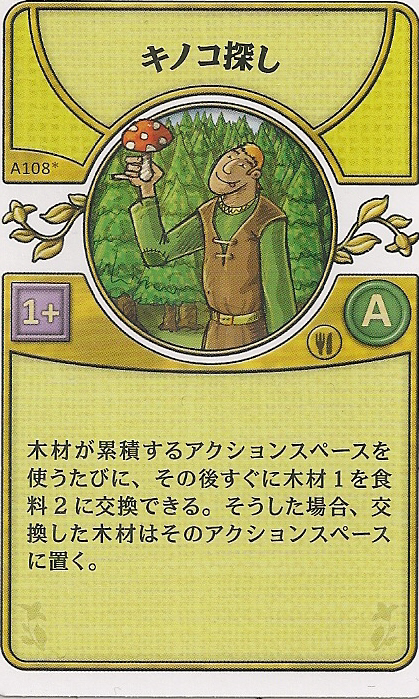 キノコ探し
A108*
1+
A
木材が累積するアクションスペースを
使うたびに、その後すぐに木材１を食
料２に交換できる。そうした場合、交
換した木材はそのアクションスペース
に置く。